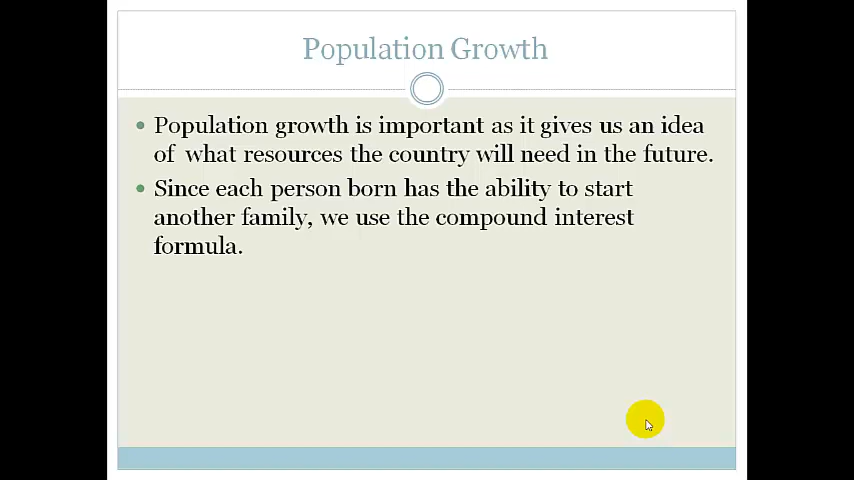 Population Growth
Population growth is important as it gives us an idea
of what resources the country will need in the future.
Since each person born has the ability to start
another family, we use the compound interest
formula.